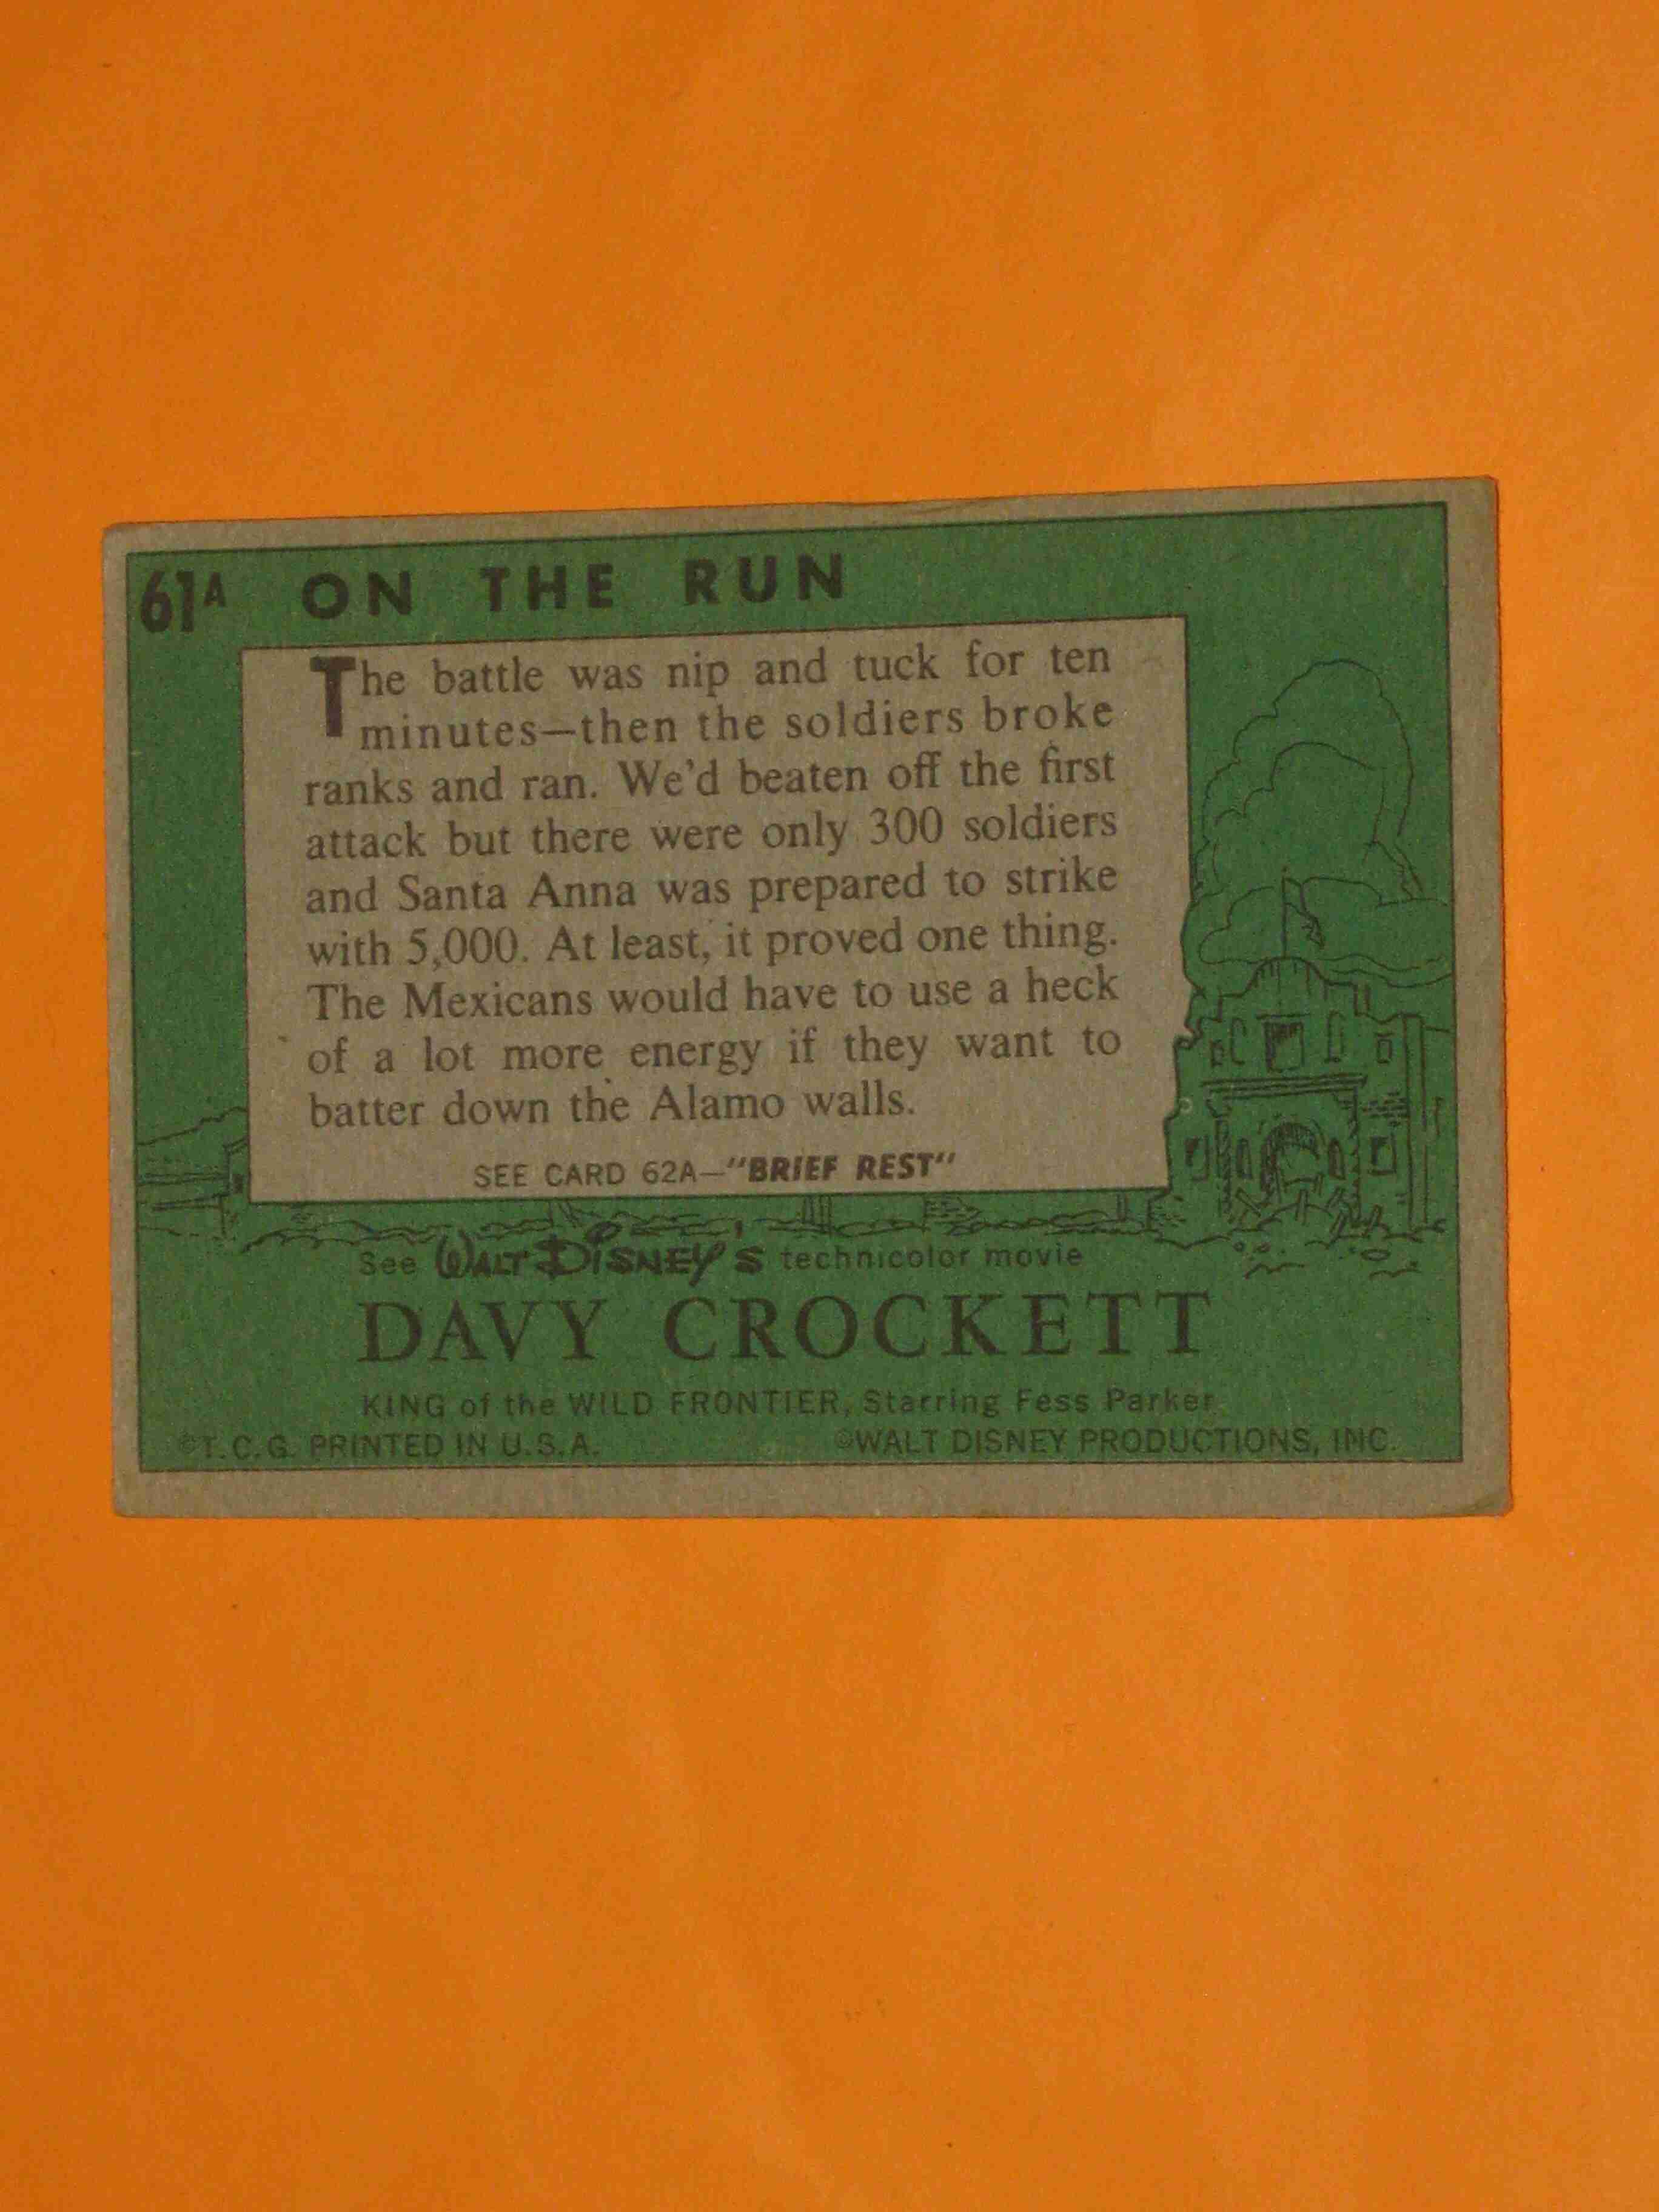 61A ON THE RUN
The battle was nip and tuck for ten
minutes—then the soldiers broke
ranks and ran. We'd beaten off the first
attack but there were only 300 soldiers
and Santa Anna was prepared to strike
with 5,000. At least, it proved one thing.
The Mexicans would have to use a heck
of a lot more energy if they want to
batter down the Alamo walls.
SEE CARD 62A—"BRIEF REST"
See WALT DISNEY'S technicolor movie
DAVY CROCKETT
KING of the WILD FRONTIER, Starring Fess Parker
©T.C.G. PRINTED IN U.S.A. ©WALT DISNEY PRODUCTIONS, INC.